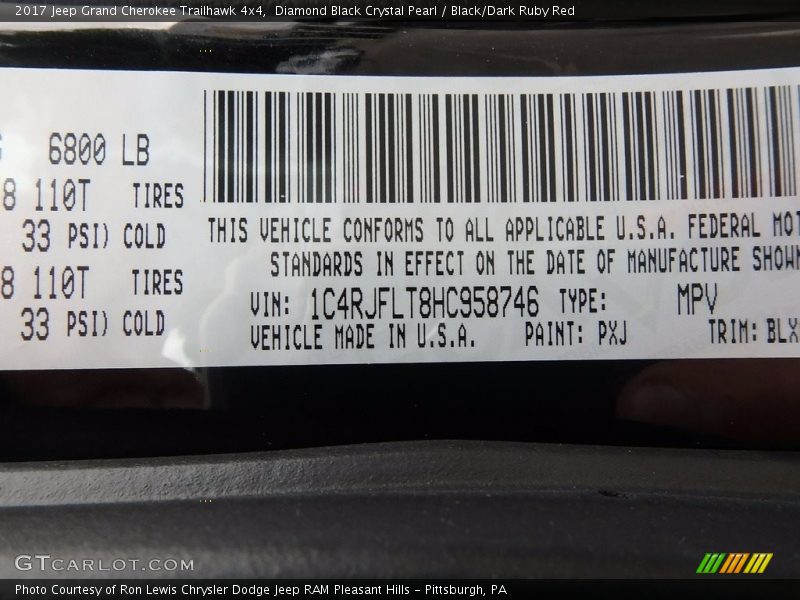 2017 Jeep Grand Cherokee Trailhawk 4x4, Diamond Black Crystal Pearl / Black/Dark Ruby Red
6800 LB
8 110T TIRES
33 PSI) COLD
8 110T TIRES
33 PSI) COLD
THIS VEHICLE CONFORMS TO ALL APPLICABLE U.S.A. FEDERAL MOT
STANDARDS IN EFFECT ON THE DATE OF MANUFACTURE SHOWN
VIN: 1C4RJFLT8HC958746 TYPE: MPV
VEHICLE MADE IN U.S.A. PAINT: PXJ TRIM: BLX
GTCARLOT.COM
Photo Courtesy of Ron Lewis Chrysler Dodge Jeep RAM Pleasant Hills - Pittsburgh, PA